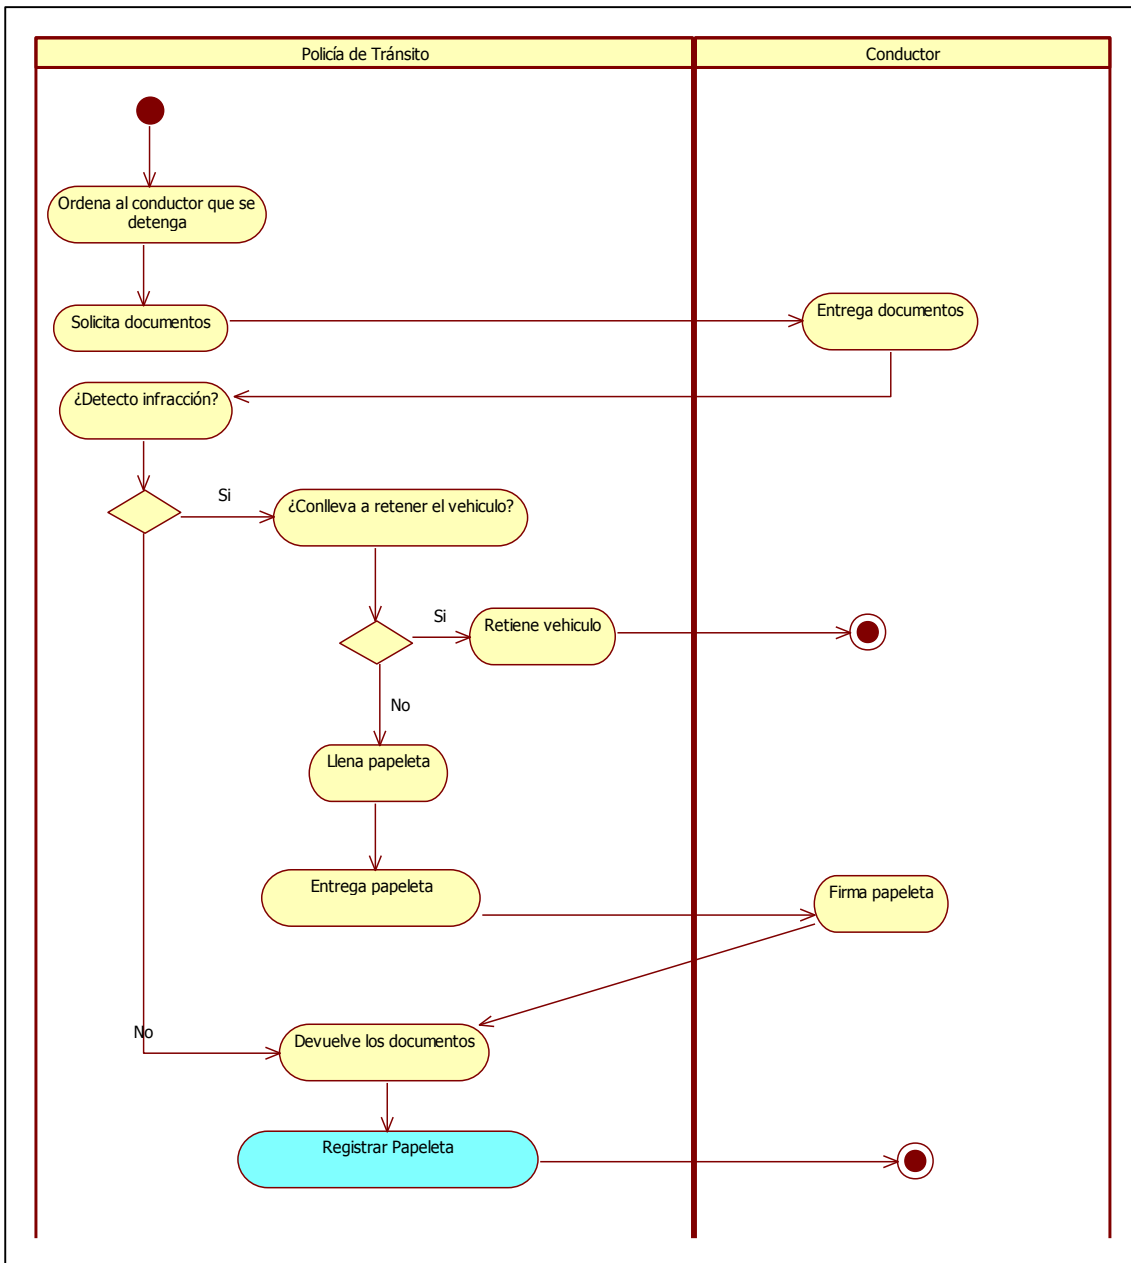 Policía de Tránsito
Conductor
Ordena al conductor que se
detenga
Solicita documentos
Entrega documentos
¿Detecto infracción?
Si
¿Conlleva a retener el vehiculo?
Si
Retiene vehiculo
No
Llena papeleta
Entrega papeleta
Firma papeleta
No
Devuelve los documentos
Registrar Papeleta